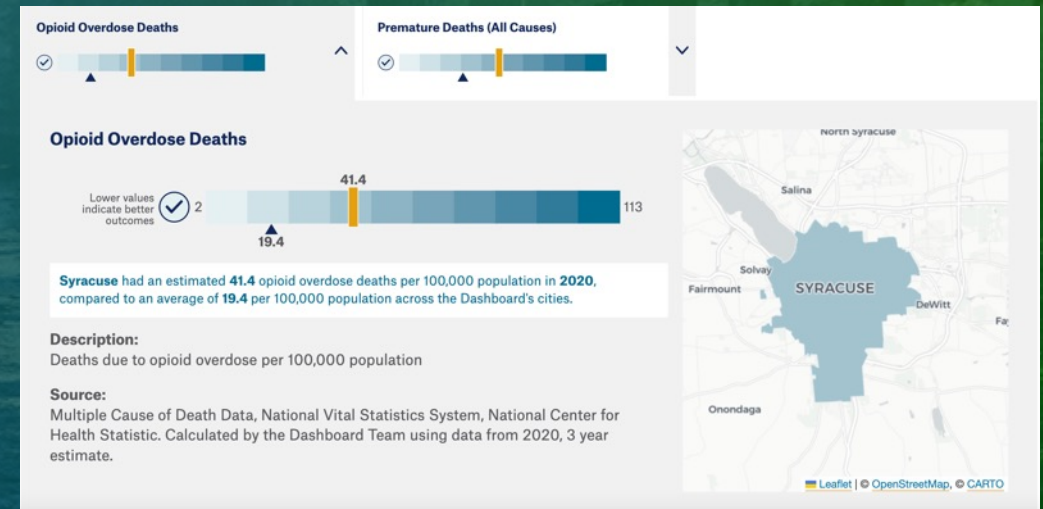 Opioid Overdose Deaths
Premature Deaths (All Causes)
Opioid Overdose Deaths
41.4
Lower values
indicate better
outcomes
2
113
19.4
Syracuse had an estimated 41.4 opioid overdose deaths per 100,000 population in 2020,
compared to an average of 19.4 per 100,000 population across the Dashboard's cities.
Description:
Deaths due to opioid overdose per 100,000 population
Source:
Multiple Cause of Death Data, National Vital Statistics System, National Center for
Health Statistic. Calculated by the Dashboard Team using data from 2020, 3 year
estimate.
North Syracuse
Salina
Solvay
Fairmount
SYRACUSE
DeWitt
Fay
Onondaga
Leaflet | © OpenStreetMap, © CARTO